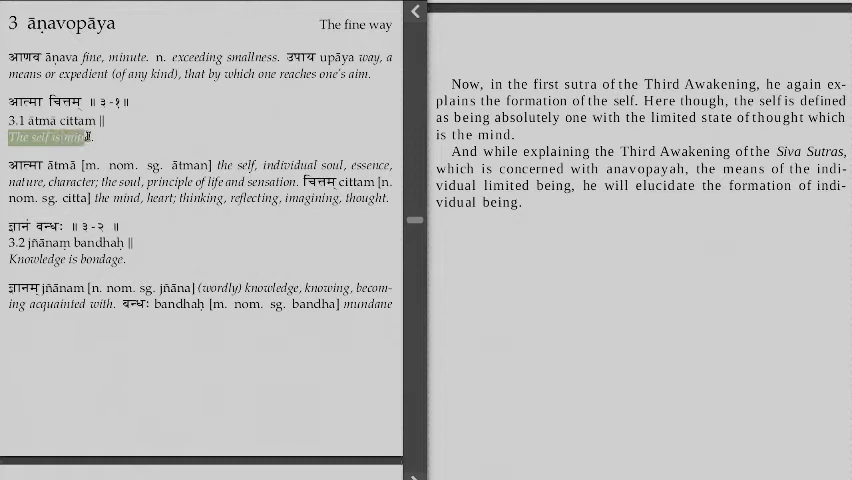 3 āṇavopāya The fine way
आणव āṇava fine, minute. n. exceeding smallness. उपाय upāya way, a
means or expedient (of any kind), that by which one reaches one's aim.
आत्मा चित्तम् ॥ ३ -१॥
3.1 ātmā cittam ||
The self is mind.
आत्मा ātmā [m. nom. sg. ātman] the self, individual soul, essence,
nature, character; the soul, principle of life and sensation. चित्तम् cittam [n.
nom. sg. citta] the mind, heart; thinking, reflecting, imagining, thought.
ज्ञानं बन्धः ॥ ३ - २ ॥
3.2 jñānaṃ bandhaḥ ||
Knowledge is bondage.
ज्ञानम् jñānam [n. nom. sg. jñāna] (wordly) knowledge, knowing, becom-
ing acquainted with. बन्धः bandhaḥ [m. nom. sg. bandha] mundane
Now, in the first sutra of the Third Awakening, he again ex-
plains the formation of the self. Here though, the self is defined
as being absolutely one with the limited state of thought which
is the mind.
And while explaining the Third Awakening of the Siva Sutras,
which is concerned with anavopayah, the means of the indi-
vidual limited being, he will elucidate the formation of indi-
vidual being.